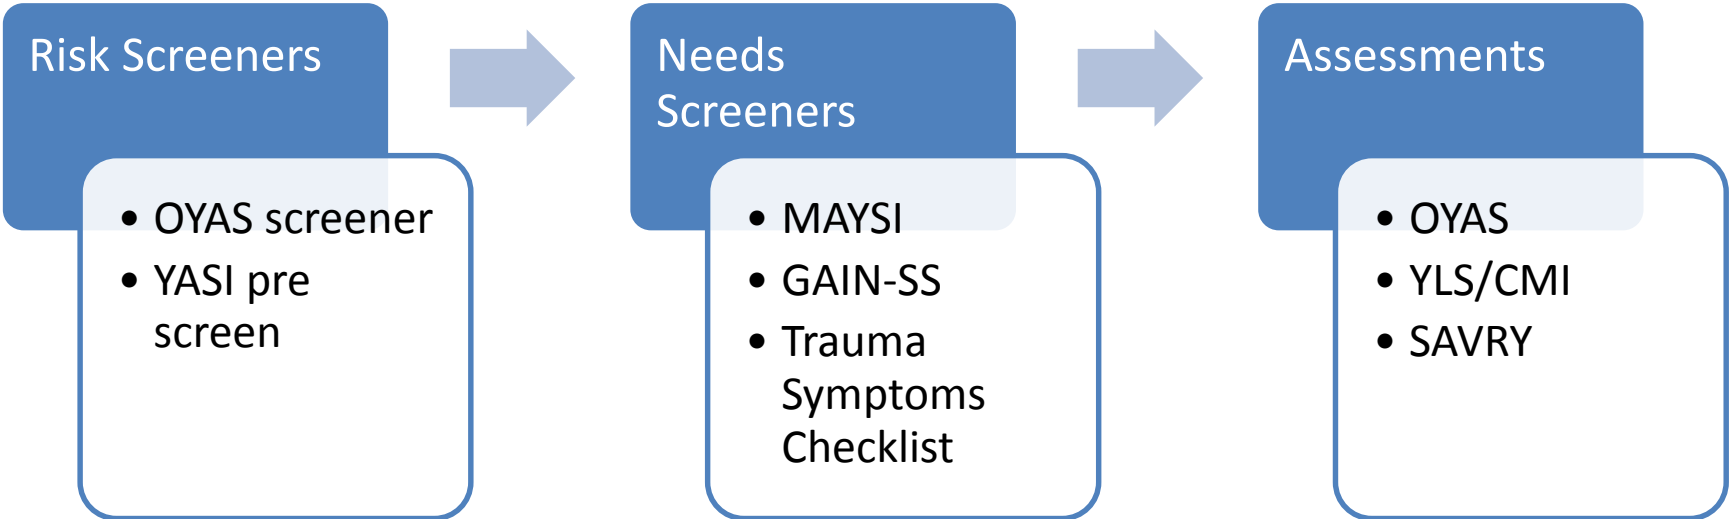 Risk Screeners
• OYAS screener
• YASI pre
screen
Needs
Screeners
• MAYSI
• GAIN-SS
• Trauma
Symptoms
Checklist
Assessments
• OYAS
• YLS/CMI
• SAVRY